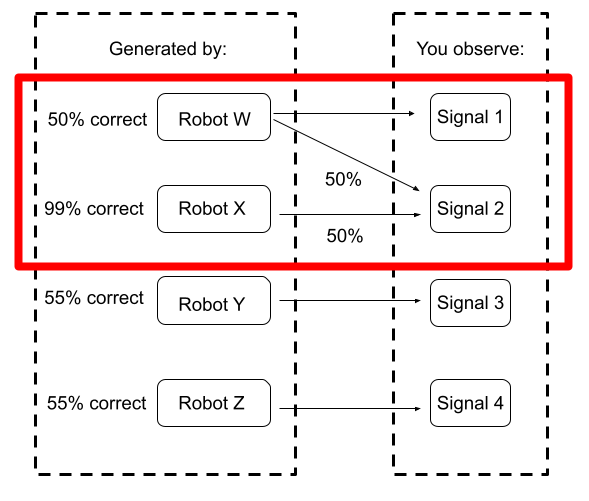 Generated by:
You observe:
50% correct
Robot W
Signal 1
50%
99% correct
Robot X
Signal 2
50%
55% correct
Robot Y
Signal 3
55% correct
Robot Z
Signal 4